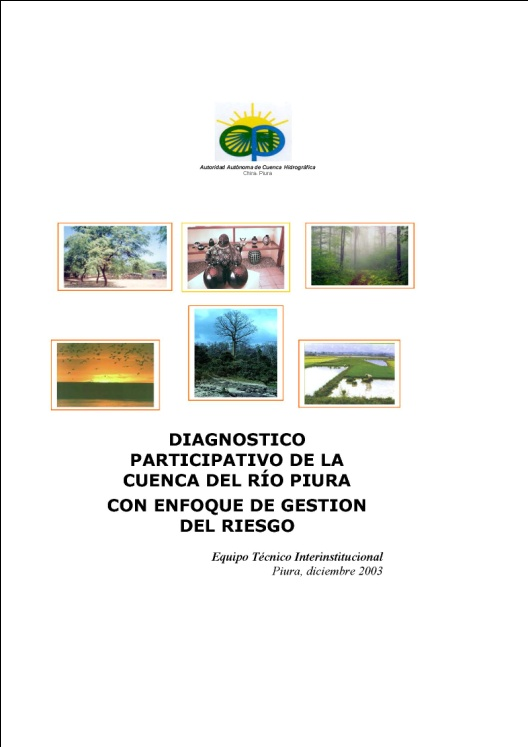 Autoridad Autónoma de Cuenca Hidrográfica
Chira- Piura
DIAGNOSTICO
PARTICIPATIVO DE LA
CUENCA DEL RÍO PIURA
CON ENFOQUE DE GESTION
DEL RIESGO
Equipo Técnico Interinstitucional
Piura, diciembre 2003